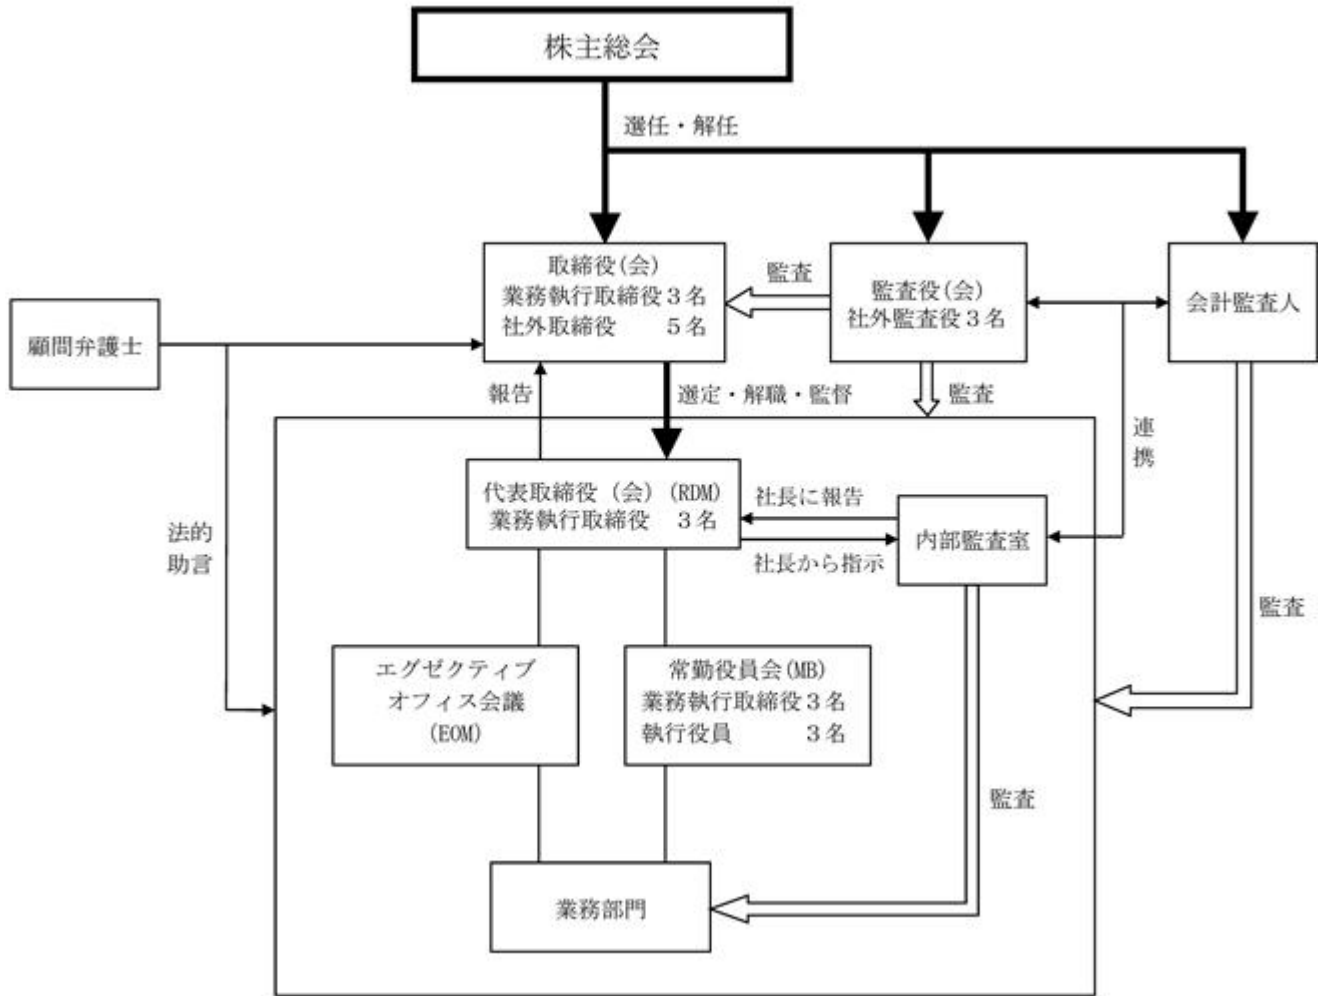 株主総会
選任・解任
取締役(会)
業務執行取締役3名
社外取締役　　5名
監査
監査役(会)
社外監査役3名
会計監査人
顧問弁護士
報告
選定・解職・監督
監査
連
携
代表取締役 (会) (RDM)
業務執行取締役　3名
社長に報告
社長から指示
内部監査室
法的
助言
監査
エグゼクティブ
オフィス会議
(EOM)
常勤役員会(MB)
業務執行取締役3名
執行役員　　　3名
監査
業務部門